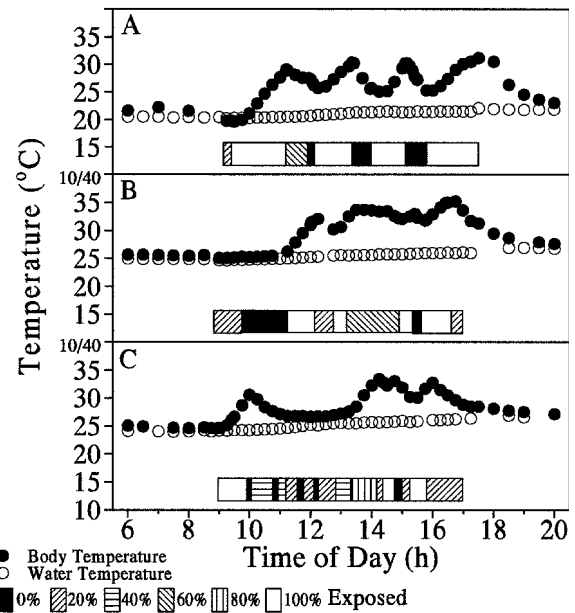 A
40
35
30
25
20
15
10/40
B
35
30
25
20
15
10/40
C
35
30
25
20
15
10
Temperature (°C)
6 8 10 12 14 16 18 20
Time of Day (h)
Body Temperature
Water Temperature
0% 20% 40% 60% 80% 100% Exposed